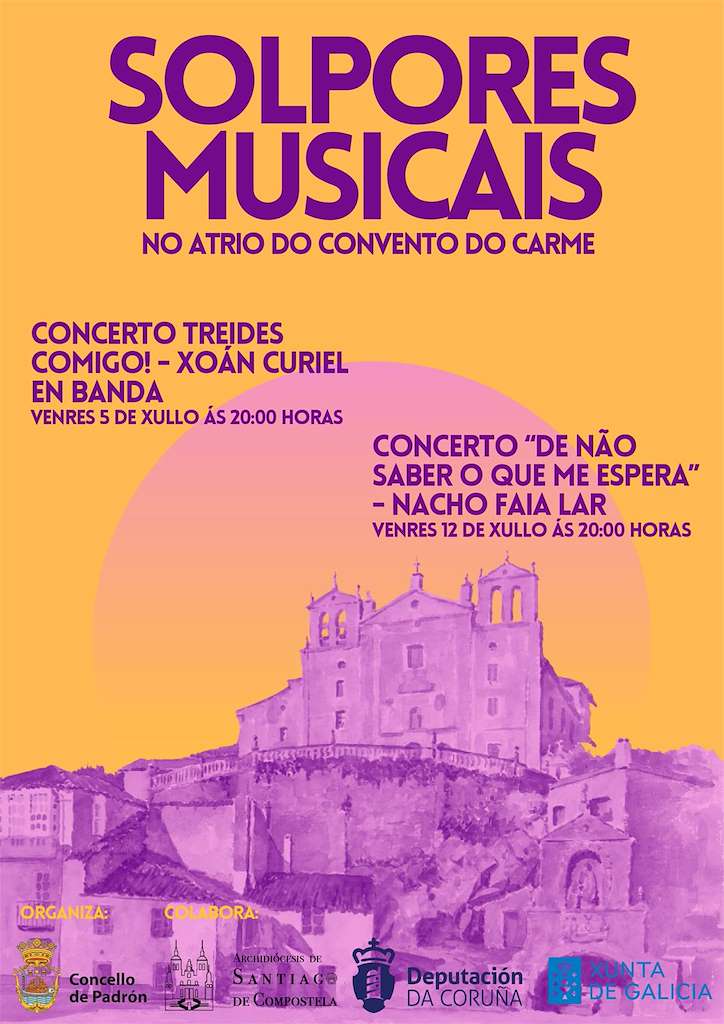 SOLPORES
MUSICAIS
NO ATRIO DO CONVENTO DO CARME
CONCERTO TREIDES
COMIGO! - XOÁN CURIEL
EN BANDA
VENRES 5 DE XULLO ÁS 20:00 HORAS
CONCERTO “DE NÃO
SABER O QUE ME ESPERA”
- NACHO FAIA LAR
VENRES 12 DE XULLO ÁS 20:00 HORAS
ORGANIZA:
COLABORA:
Concello
de Padrón
ARCHIDIÓCESIS DE
SANTIAGO
DE COMPOSTELA
Deputación
DA CORUÑA
XUNTA
DE GALICIA